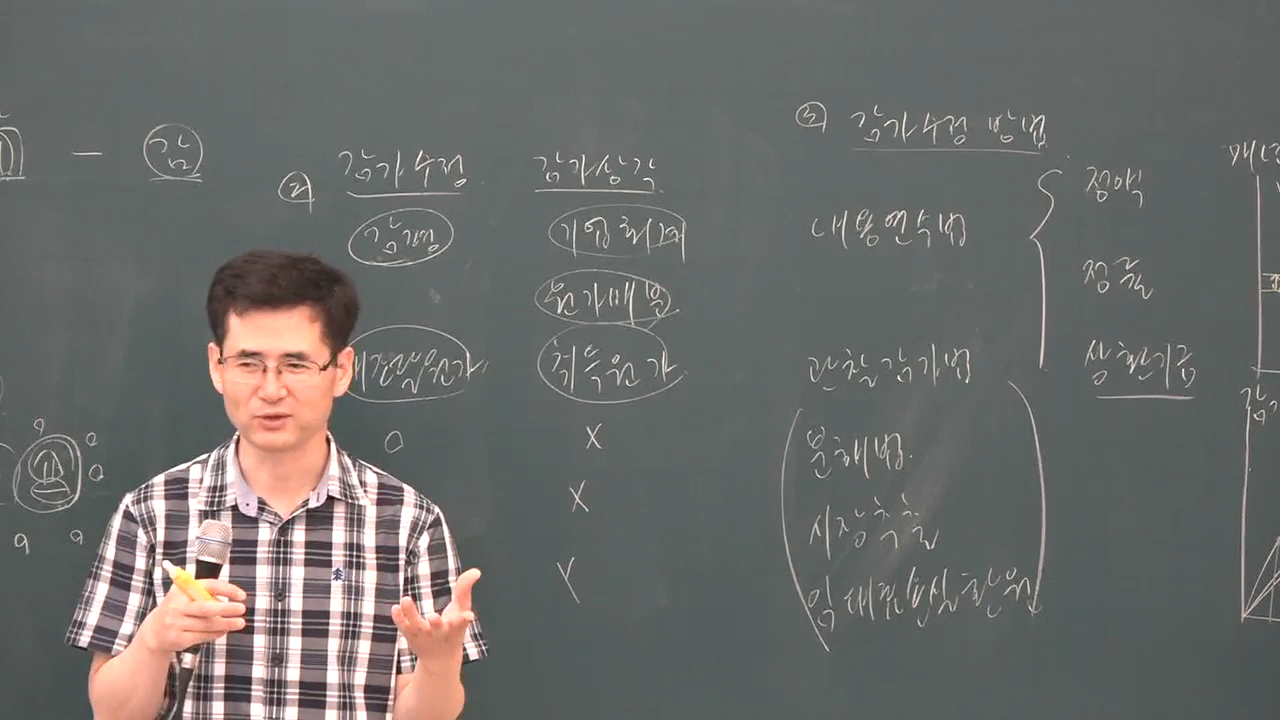 — 감
② 감가수정 감가상각
감평 기업회계
원가배분
재조달원가 취득원가
O X
X
X
③ 감가수정 방법
내용연수법
정액
정률
상환기금
관찰감가법
분해법
시장추출
임대료손실환원